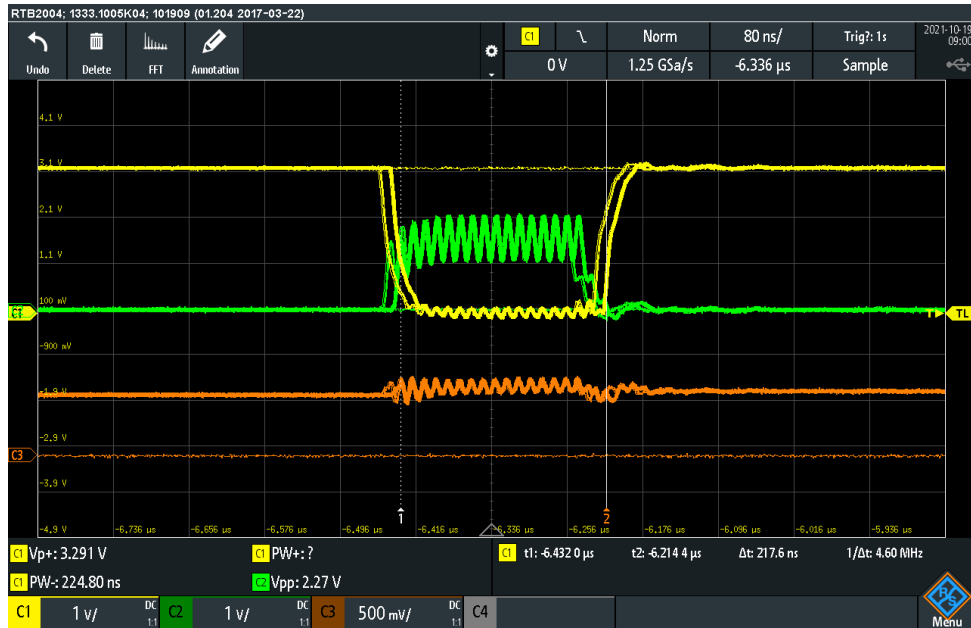 RTB2004; 1333.1005K04; 101909 (01.204 2017-03-22)
Undo Delete FFT Annotation
C1 Norm 80 ns/ Trig?: 1s
0 V 1.25 GSa/s -6.336 µs Sample
2021-10-19
09:00
4.1 V
3.1 V
2.1 V
1.1 V
100 mV
TL
-900 mV
-1.9 V
-2.9 V
C3
-3.9 V
1 2
-4.9 V -6.736 µs -6.656 µs -6.576 µs -6.496 µs -6.416 µs -6.336 µs -6.256 µs -6.176 µs -6.096 µs -6.016 µs -5.936 µs
C1 Vp+: 3.291 V C1 PW+: ? C1 t1: -6.432 0 µs t2: -6.214 4 µs Δt: 217.6 ns 1/Δt: 4.60 MHz
C1 PW-: 224.80 ns C2 Vpp: 2.27 V
C1 1 V/ DC 1:1 C2 1 V/ DC 1:1 C3 500 mV/ DC 1:1 C4
R&S
Menu